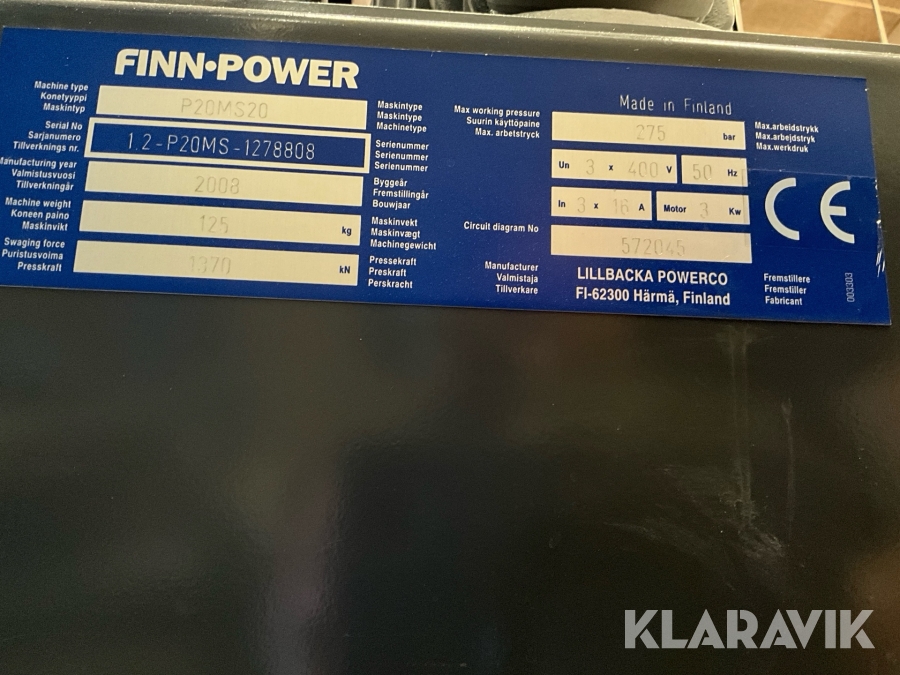 FINN•POWER
Machine type
Konetyyppi
Maskintyp
P20MS20
Maskintype
Maskintype
Machinetype
Serial No
Sarjanumero
Tillverknings nr.
1.2-P20MS-1278808
Serienummer
Serienummer
Serienummer
Manufacturing year
Valmistusvuosi
Tillverkningår
2008
Byggeår
Fremstillingår
Bouwjaar
Machine weight
Koneen paino
Maskinvikt
125 kg
Maskinvekt
Maskinvægt
Machinegewicht
Swaging force
Puristusvoima
Presskraft
1370 kN
Pressekraft
Preskraft
Perskracht
Made in Finland
Max working pressure
Suurin käyttöpaine
Max. arbetstryck
275 bar
Max.arbeidstrykk
Max.arbejdstryk
Max.werkdruk
Un 3 x 400 V 50 Hz
In 3 x 16 A Motor 3 Kw
Circuit diagram No
572045
CE
Manufacturer
Valmistaja
Tillverkare
LILLBACKA POWERCO
FI-62300 Härmä, Finland
Fremstillere
Fremstiller
Fabricant
003303
KLARAVIK